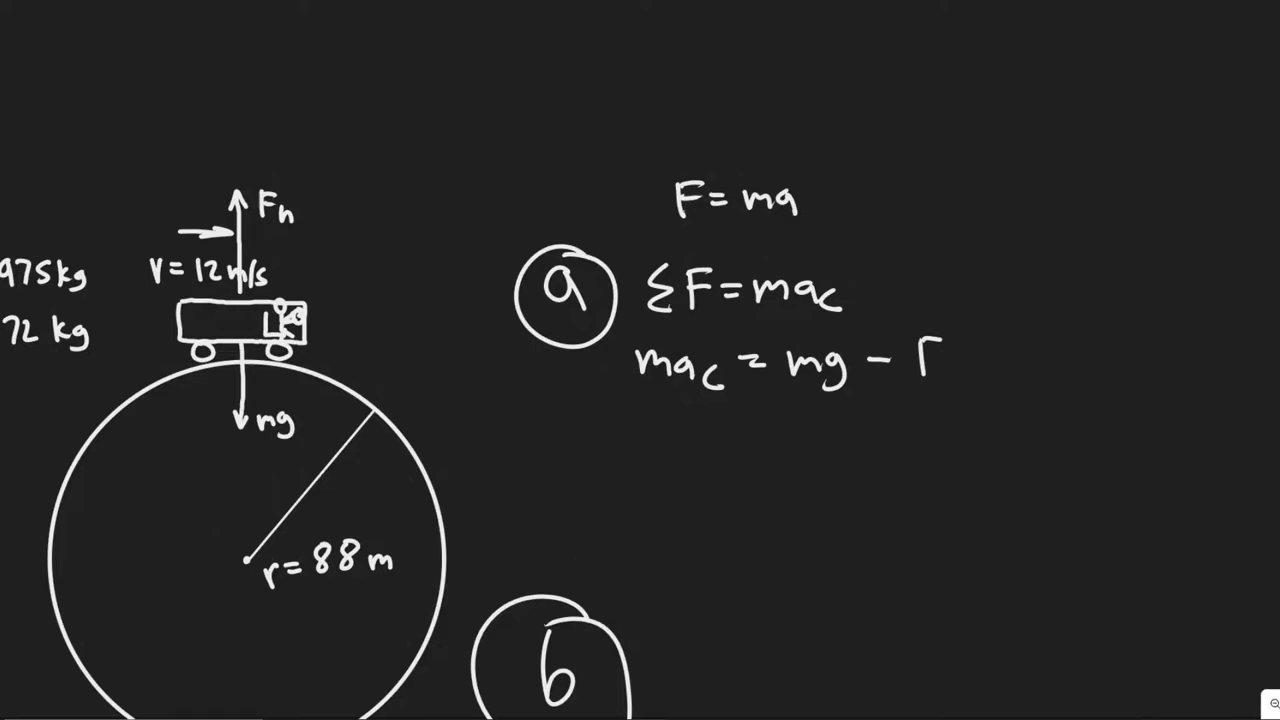 F = ma
Fn
975 kg
V = 12 m/s
a
ΣF = mac
72 kg
mac = mg -
mg
r = 88 m
b